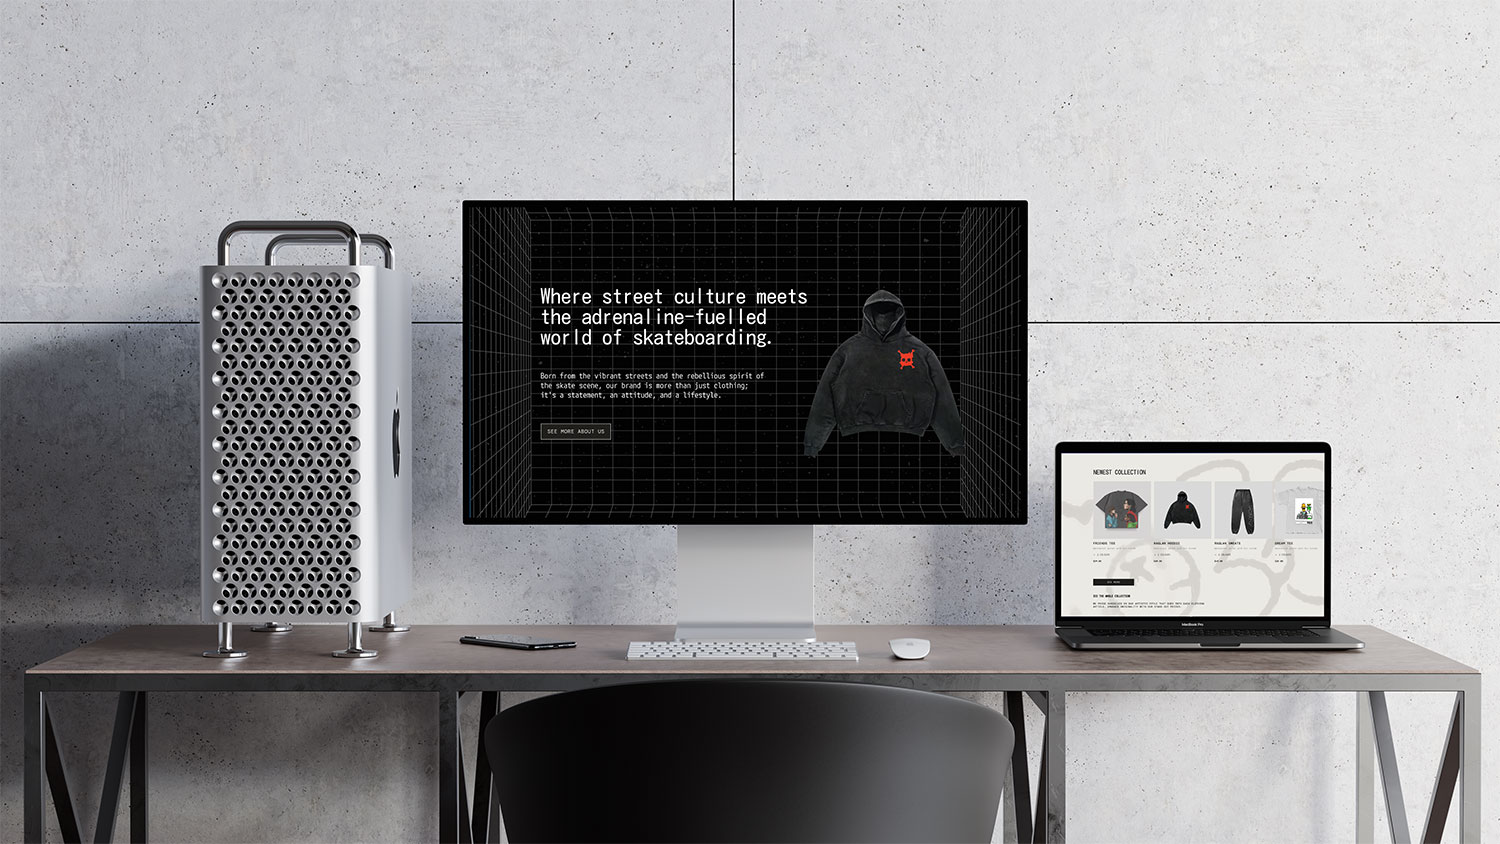 Where street culture meets
the adrenaline-fuelled
world of skateboarding.
Born from the vibrant streets and the rebellious spirit of
the skate scene, our brand is more than just clothing;
it's a statement, an attitude, and a lifestyle.
SEE MORE ABOUT US
NEWEST COLLECTION
FRIENDS TEE
RAGLAN HOODIE
RAGLAN SWEATS
DREAM TEE
SEE MORE
SEE THE WHOLE COLLECTION
MacBook Pro